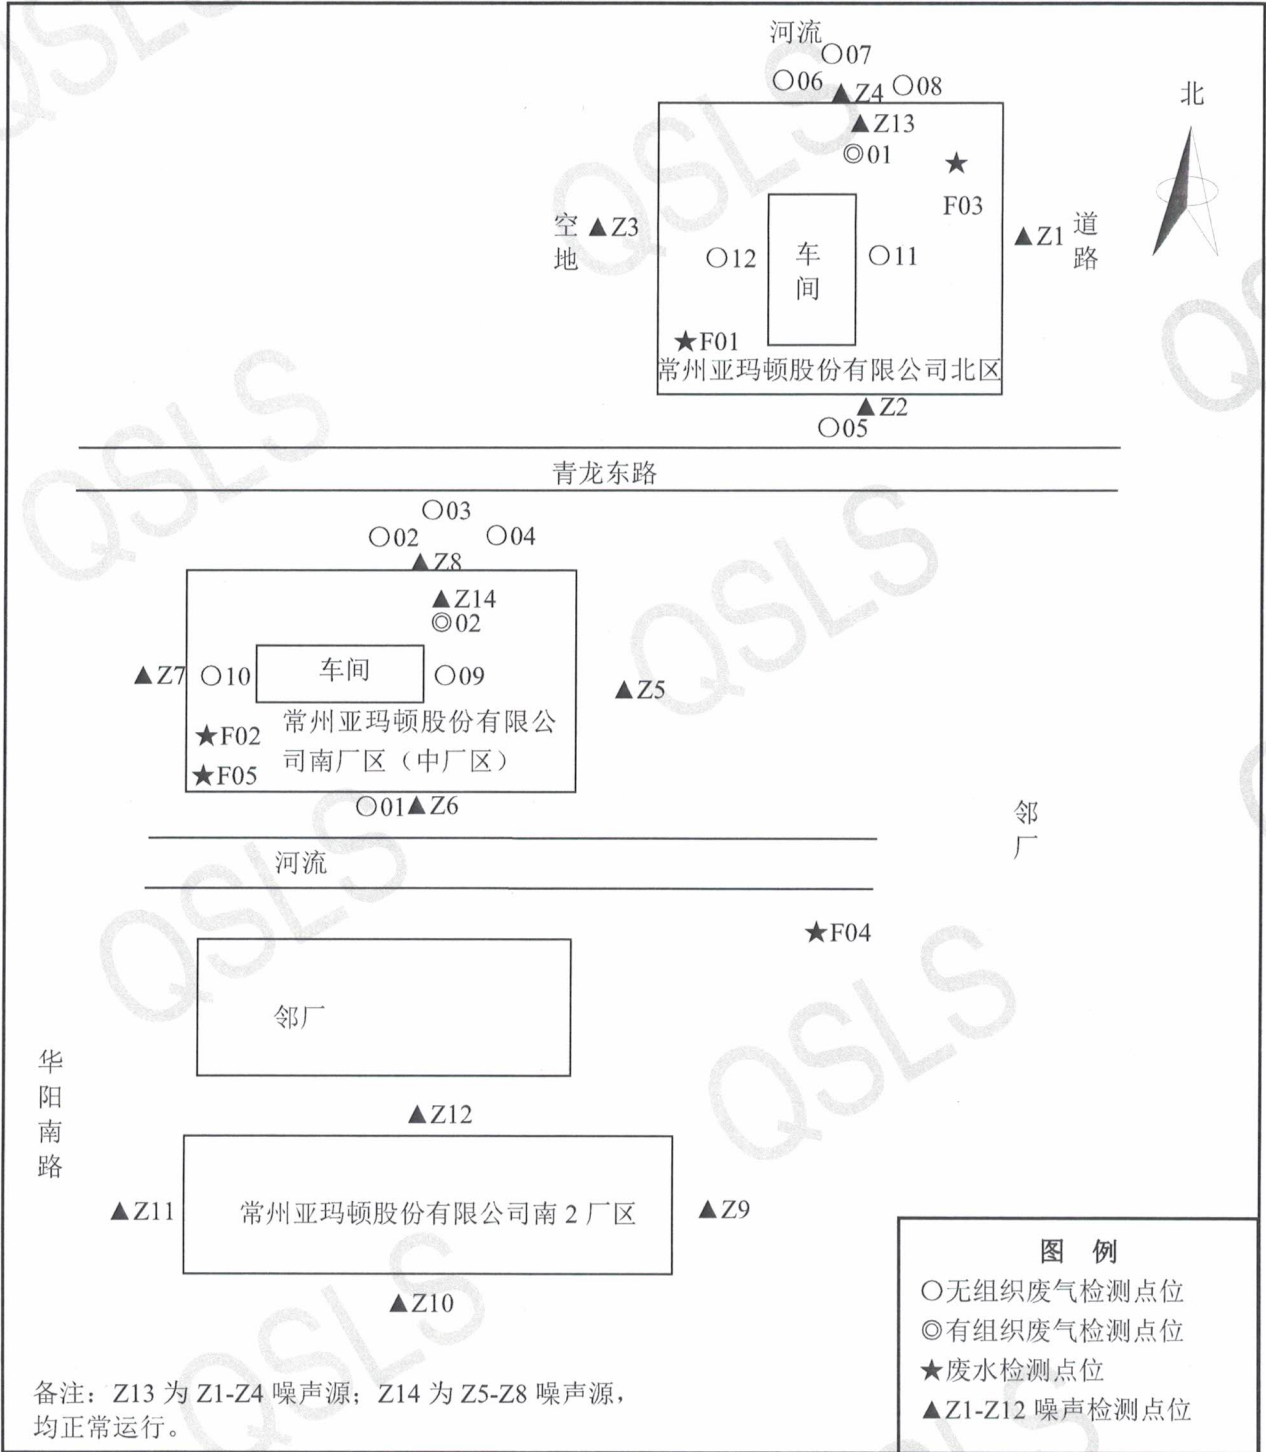 河流
○07
○06
▲Z4
○08
▲Z13
◎01
★
F03
北
空地
▲Z3
○12
车间
○11
▲Z1
道路
★F01
常州亚玛顿股份有限公司北区
▲Z2
○05
青龙东路
○03
○02
○04
▲Z8
▲Z14
◎02
▲Z7
○10
车间
○09
▲Z5
★F02
常州亚玛顿股份有限公
司南厂区（中厂区）
★F05
○01▲Z6
邻厂
河流
★F04
邻厂
华阳南路
▲Z12
▲Z11
常州亚玛顿股份有限公司南 2 厂区
▲Z9
▲Z10
图 例
○无组织废气检测点位
◎有组织废气检测点位
★废水检测点位
▲Z1-Z12 噪声检测点位
备注：Z13 为 Z1-Z4 噪声源；Z14 为 Z5-Z8 噪声源，
均正常运行。
QSLS
QSLS
QSLS
QSLS
QSLS
QSLS
QSLS